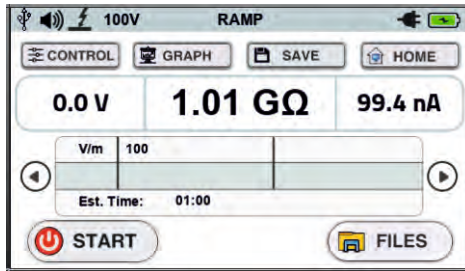 100V RAMP
CONTROL GRAPH SAVE HOME
0.0 V 1.01 GΩ 99.4 nA
V/m 100
Est. Time: 01:00
START FILES